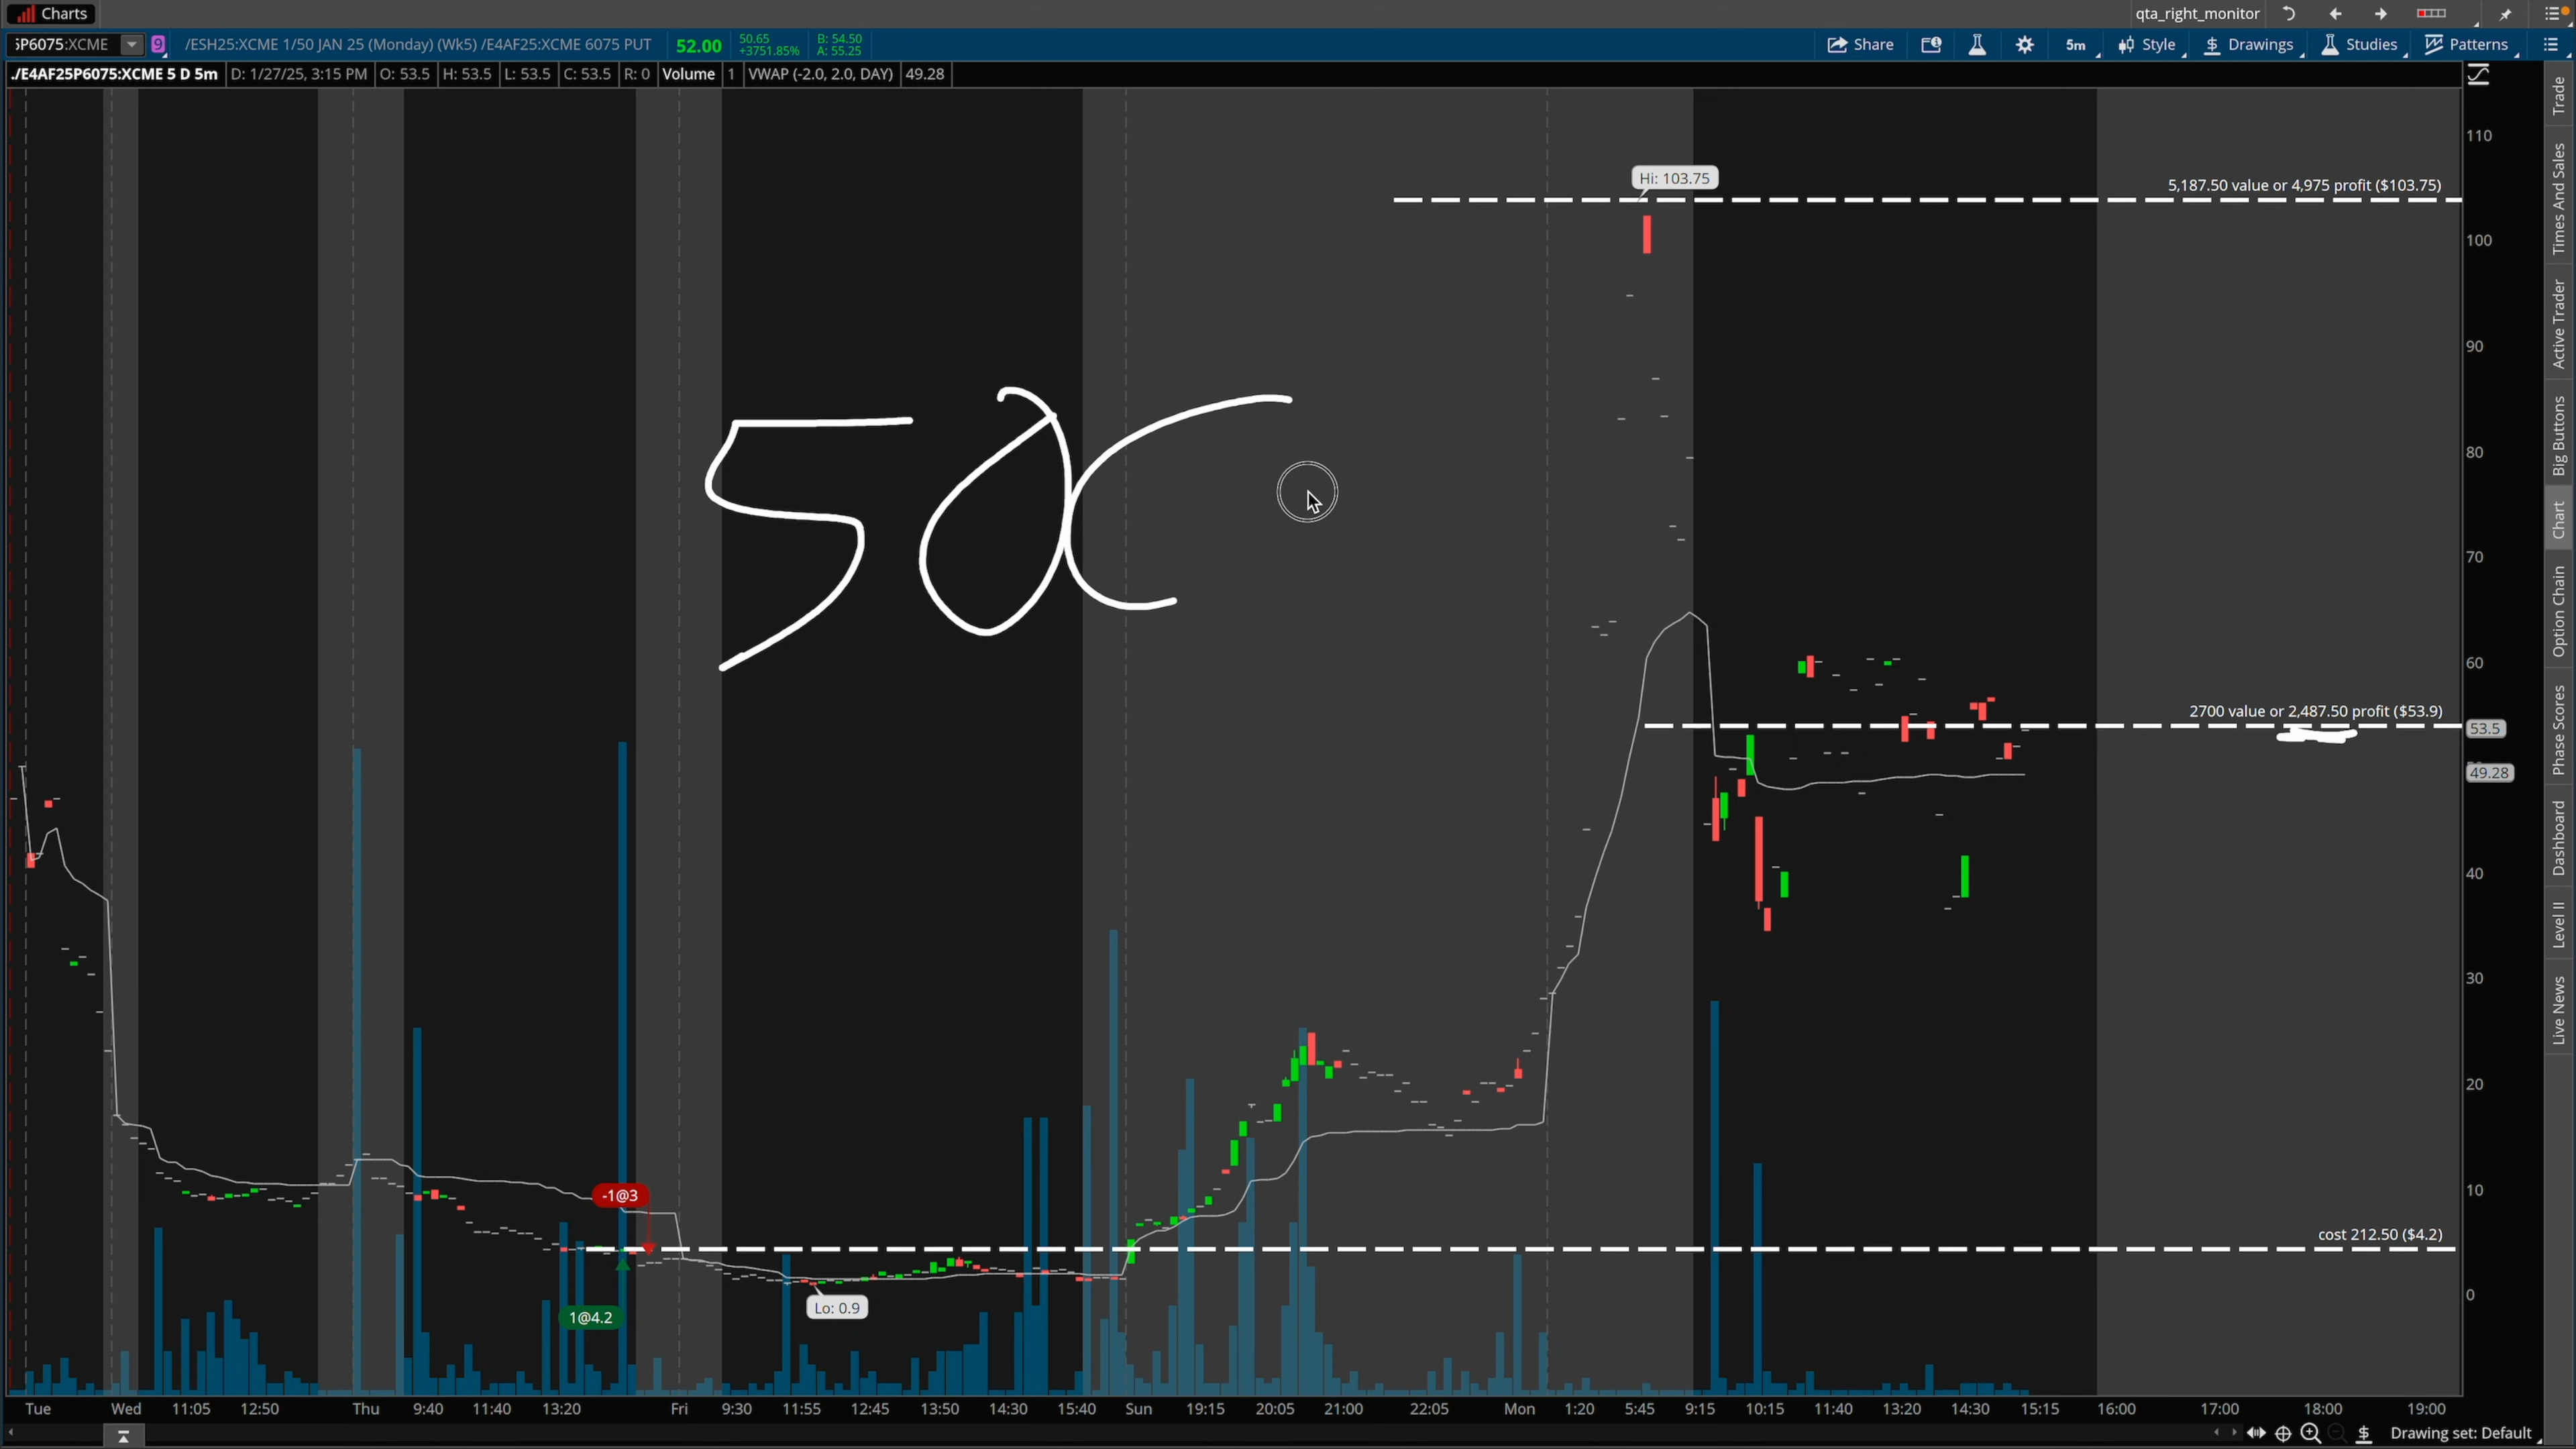 Charts qta_right_monitor
5P6075:XCME 9 /ESH25:XCME 1/50 JAN 25 (Monday) (Wk5) /E4AF25:XCME 6075 PUT 52.00 50.65 B: 54.50
+3751.85% A: 55.25
Share 5m Style $ Drawings Studies Patterns
./E4AF25P6075:XCME 5 D 5m D: 1/27/25, 3:15 PM O: 53.5 H: 53.5 L: 53.5 C: 53.5 R: 0 Volume 1 VWAP (-2.0, 2.0, DAY) 49.28
110
Hi: 103.75
5,187.50 value or 4,975 profit ($103.75)
100
90
80
70
60
2700 value or 2,487.50 profit ($53.9)
53.5
49.28
40
30
20
10
-1@3
cost 212.50 ($4.2)
0
Lo: 0.9
1@4.2
50
Tue Wed 11:05 12:50 Thu 9:40 11:40 13:20 Fri 9:30 11:55 12:45 13:50 14:30 15:40 Sun 19:15 20:05 21:00 22:05 Mon 1:20 5:45 9:15 10:15 11:40 13:20 14:30 15:15 16:00 17:00 18:00 19:00
$ Drawing set: Default
Trade
Times And Sales
Active Trader
Big Buttons
Chart
Option Chain
Phase Scores
Dashboard
Level II
Live News